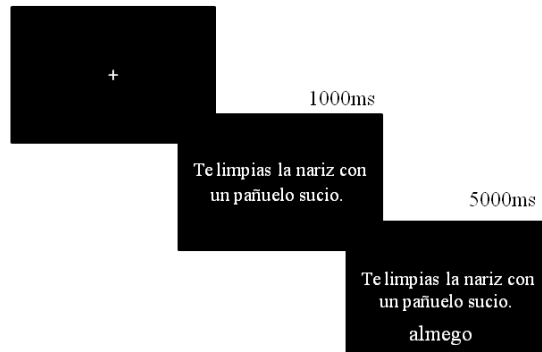 +
1000ms
Te limpias la nariz con
un pañuelo sucio.
5000ms
Te limpias la nariz con
un pañuelo sucio.
almego